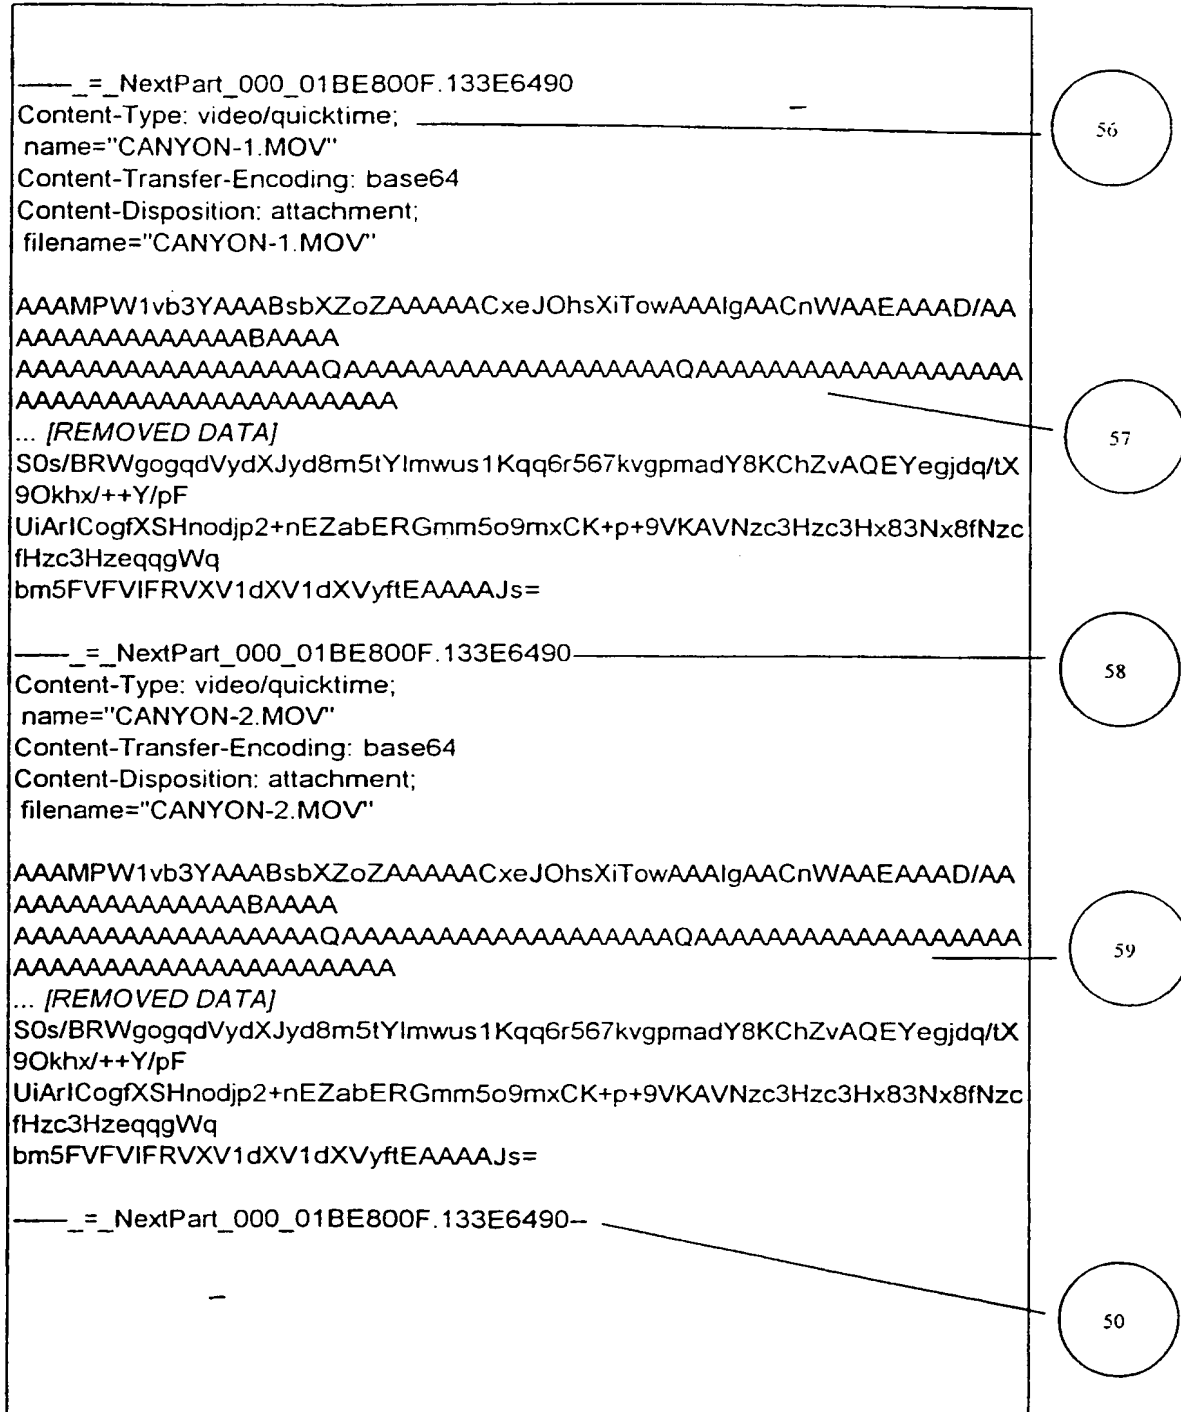 ——_=_NextPart_000_01BE800F.133E6490
Content-Type: video/quicktime;
name="CANYON-1.MOV"
Content-Transfer-Encoding: base64
Content-Disposition: attachment;
filename="CANYON-1.MOV"
56
AAAMPW1vb3YAAABsbXZoZAAAAACxeJOhsXiTowAAAIgAACnWAAEAAAD/AA
AAAAAAAAAAAAABAAAA
AAAAAAAAAAAAAAAAAQAAAAAAAAAAAAAAAAAAQAAAAAAAAAAAAAAAAAA
AAAAAAAAAAAAAAAAAAAAA
... [REMOVED DATA]
57
S0s/BRWgogqdVydXJyd8m5tYlmwus1Kqq6r567kvgpmadY8KChZvAQEYegjdq/tX
9Okhx/++Y/pF
UiArICogfXSHnodjp2+nEZabERGmm5o9mxCK+p+9VKAVNzc3Hzc3Hx83Nx8fNzc
fHzc3HzeqqgWq
bm5FVFVIFRVXV1dXV1dXVyftEAAAAJs=
——_=_NextPart_000_01BE800F.133E6490
58
Content-Type: video/quicktime;
name="CANYON-2.MOV"
Content-Transfer-Encoding: base64
Content-Disposition: attachment;
filename="CANYON-2.MOV"
AAAMPW1vb3YAAABsbXZoZAAAAACxeJOhsXiTowAAAIgAACnWAAEAAAD/AA
AAAAAAAAAAAAABAAAA
AAAAAAAAAAAAAAAAAQAAAAAAAAAAAAAAAAAAQAAAAAAAAAAAAAAAAAA
59
AAAAAAAAAAAAAAAAAAAAA
... [REMOVED DATA]
S0s/BRWgogqdVydXJyd8m5tYlmwus1Kqq6r567kvgpmadY8KChZvAQEYegjdq/tX
9Okhx/++Y/pF
UiArICogfXSHnodjp2+nEZabERGmm5o9mxCK+p+9VKAVNzc3Hzc3Hx83Nx8fNzc
fHzc3HzeqqgWq
bm5FVFVIFRVXV1dXV1dXVyftEAAAAJs=
——_=_NextPart_000_01BE800F.133E6490--
50